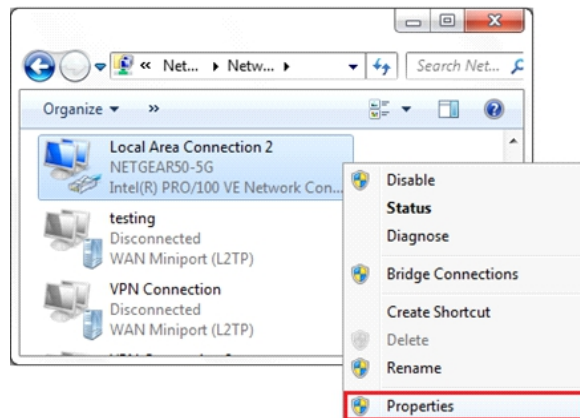 « Net... Netw...
Search Net...
Organize »
Local Area Connection 2
NETGEAR50-5G
Intel(R) PRO/100 VE Network Con...
testing
Disconnected
WAN Miniport (L2TP)
VPN Connection
Disconnected
WAN Miniport (L2TP)
Disable
Status
Diagnose
Bridge Connections
Create Shortcut
Delete
Rename
Properties